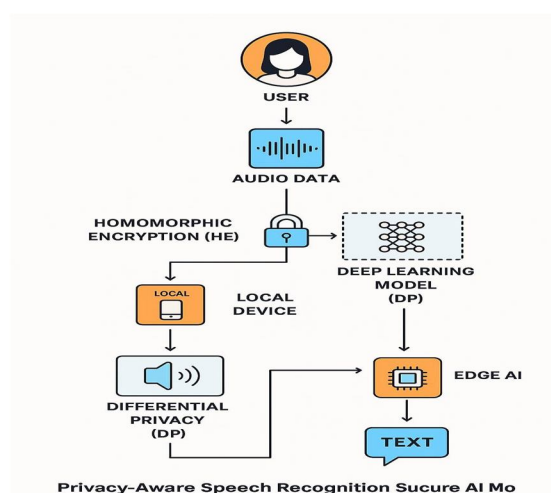 USER
AUDIO DATA
HOMOMORPHIC
ENCRYPTION (HE)
DEEP LEARNING
MODEL
(DP)
LOCAL
LOCAL
DEVICE
DIFFERENTIAL
PRIVACY
(DP)
EDGE AI
TEXT
Privacy-Aware Speech Recognition Sucure AI Mo